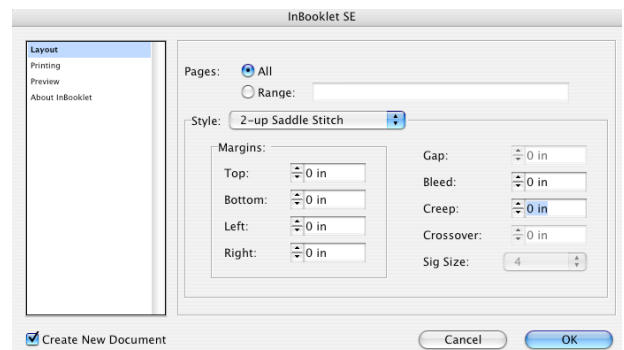 InBooklet SE
Layout
Printing
Preview
About InBooklet
Pages: All
Range:
Style: 2-up Saddle Stitch
Margins:
Top: 0 in
Bottom: 0 in
Left: 0 in
Right: 0 in
Gap: 0 in
Bleed: 0 in
Creep: 0 in
Crossover: 0 in
Sig Size: 4
Create New Document
Cancel
OK